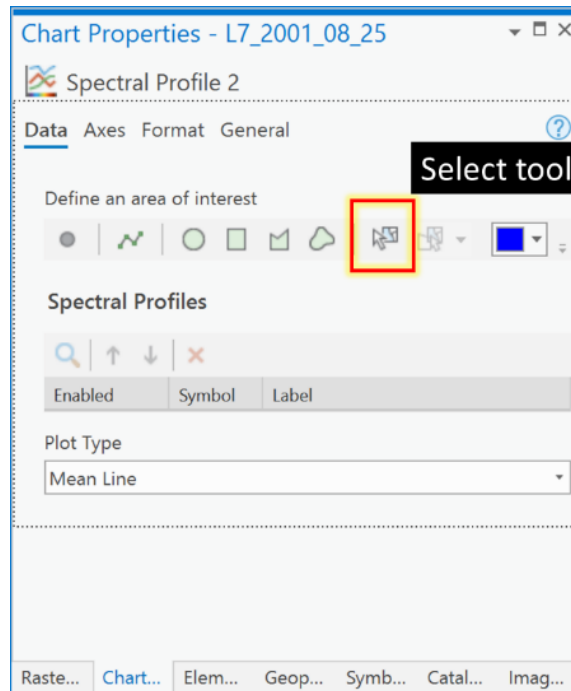 Chart Properties - L7_2001_08_25
Spectral Profile 2
Data Axes Format General
Select tool
Define an area of interest
Spectral Profiles
Enabled Symbol Label
Plot Type
Mean Line
Raste... Chart... Elem... Geop... Symb... Catal... Imag...